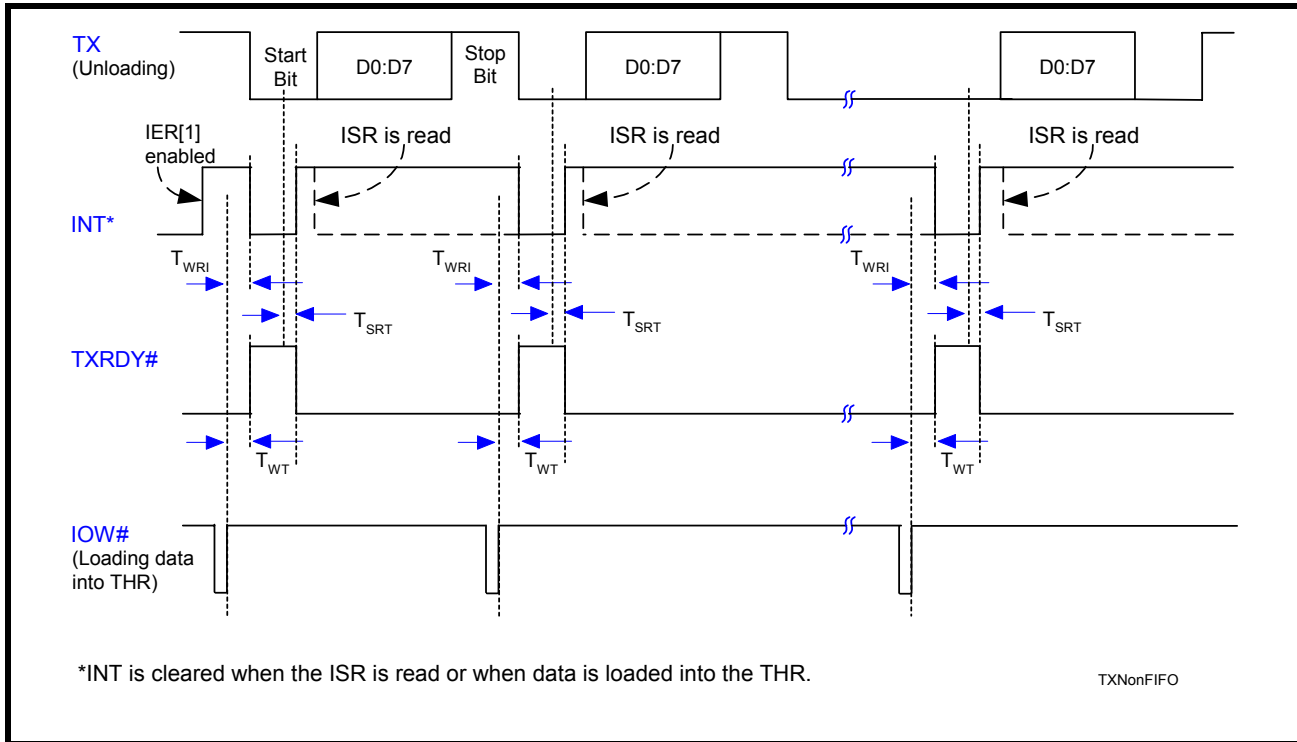 TX
(Unloading)
Start
Bit
D0:D7
Stop
Bit
D0:D7
D0:D7
IER[1]
enabled
ISR is read
ISR is read
ISR is read
INT*
TWRI
TWRI
TWRI
TSRT
TSRT
TSRT
TXRDY#
TWT
TWT
TWT
IOW#
(Loading data
into THR)
*INT is cleared when the ISR is read or when data is loaded into the THR.
TXNonFIFO